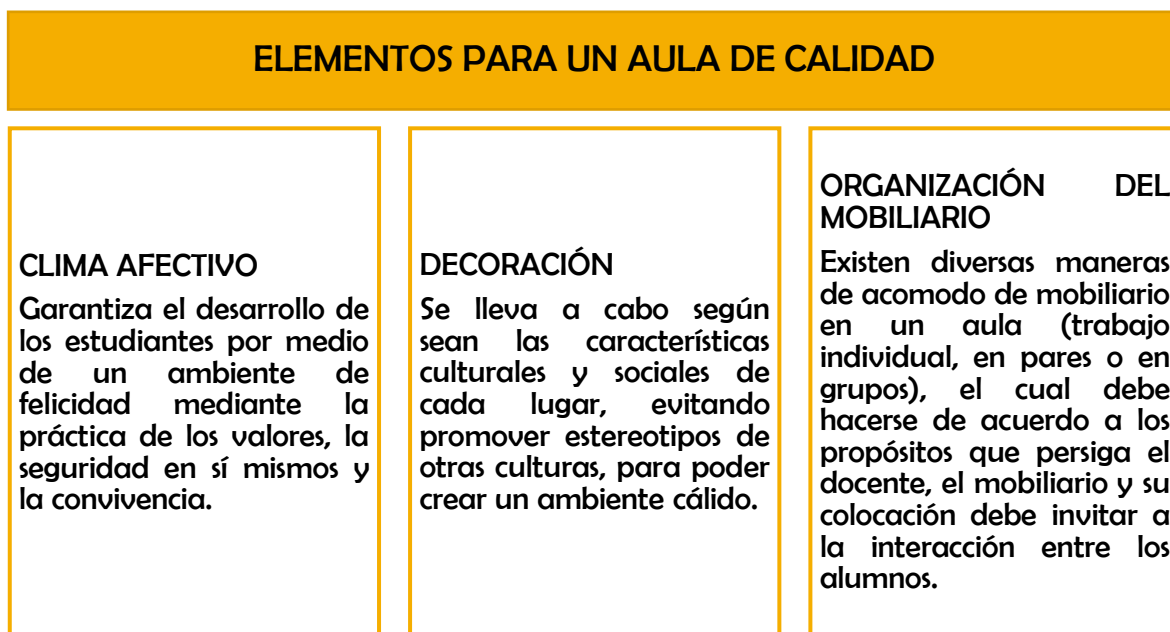 ELEMENTOS PARA UN AULA DE CALIDAD
CLIMA AFECTIVO
Garantiza el desarrollo de
los estudiantes por medio
de un ambiente de
felicidad mediante la
práctica de los valores, la
seguridad en sí mismos y
la convivencia.
DECORACIÓN
Se lleva a cabo según
sean las características
culturales y sociales de
cada lugar, evitando
promover estereotipos de
otras culturas, para poder
crear un ambiente cálido.
ORGANIZACIÓN DEL
MOBILIARIO
Existen diversas maneras
de acomodo de mobiliario
en un aula (trabajo
individual, en pares o en
grupos), el cual debe
hacerse de acuerdo a los
propósitos que persiga el
docente, el mobiliario y su
colocación debe invitar a
la interacción entre los
alumnos.